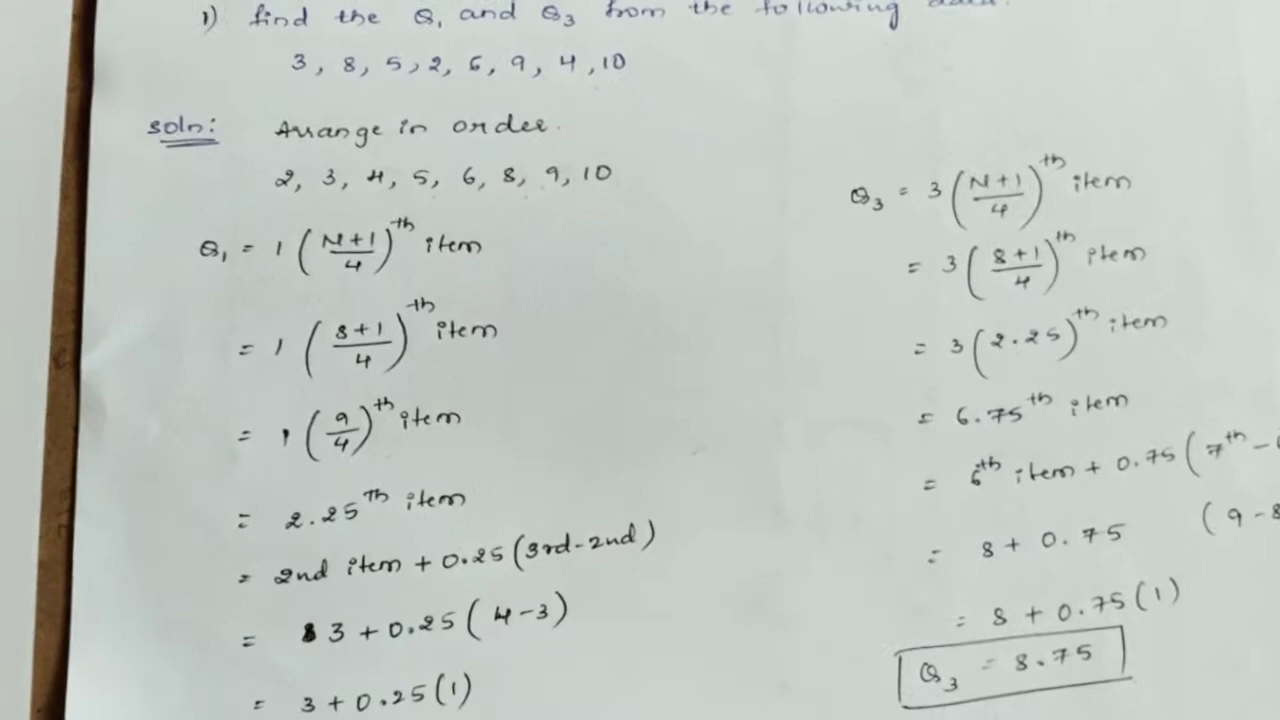 1) find the Q1 and Q3 from the following data.
3, 8, 5, 2, 6, 9, 4, 10
Soln: Arrange in order.
2, 3, 4, 5, 6, 8, 9, 10
Q1 = 1 ((N+1)/4)th item
= 1 ((8+1)/4)th item
= 1 (9/4)th item
= 2.25Th item
= 2nd item + 0.25 (3rd-2nd)
= 3 + 0.25 (4-3)
= 3 + 0.25 (1)
Q3 = 3 ((N+1)/4)th item
= 3 ((8+1)/4)th item
= 3 (2.25)th item
= 6.75th item
= 6th item + 0.75 (7th -
= 8 + 0.75 (9-8
= 8 + 0.75 (1)
Q3 = 8.75